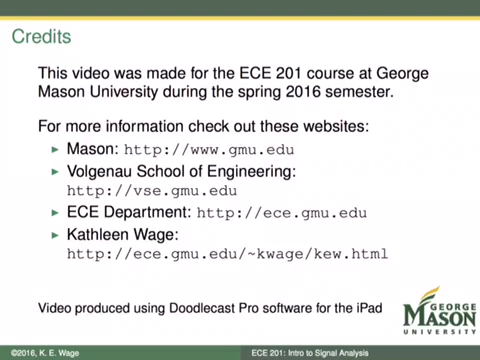 Credits
This video was made for the ECE 201 course at George
Mason University during the spring 2016 semester.
For more information check out these websites:
Mason: http://www.gmu.edu
Volgenau School of Engineering:
http://vse.gmu.edu
ECE Department: http://ece.gmu.edu
Kathleen Wage:
http://ece.gmu.edu/~kwage/kew.html
Video produced using Doodlecast Pro software for the iPad
GEORGE
MASON
UNIVERSITY
©2016, K. E. Wage
ECE 201: Intro to Signal Analysis